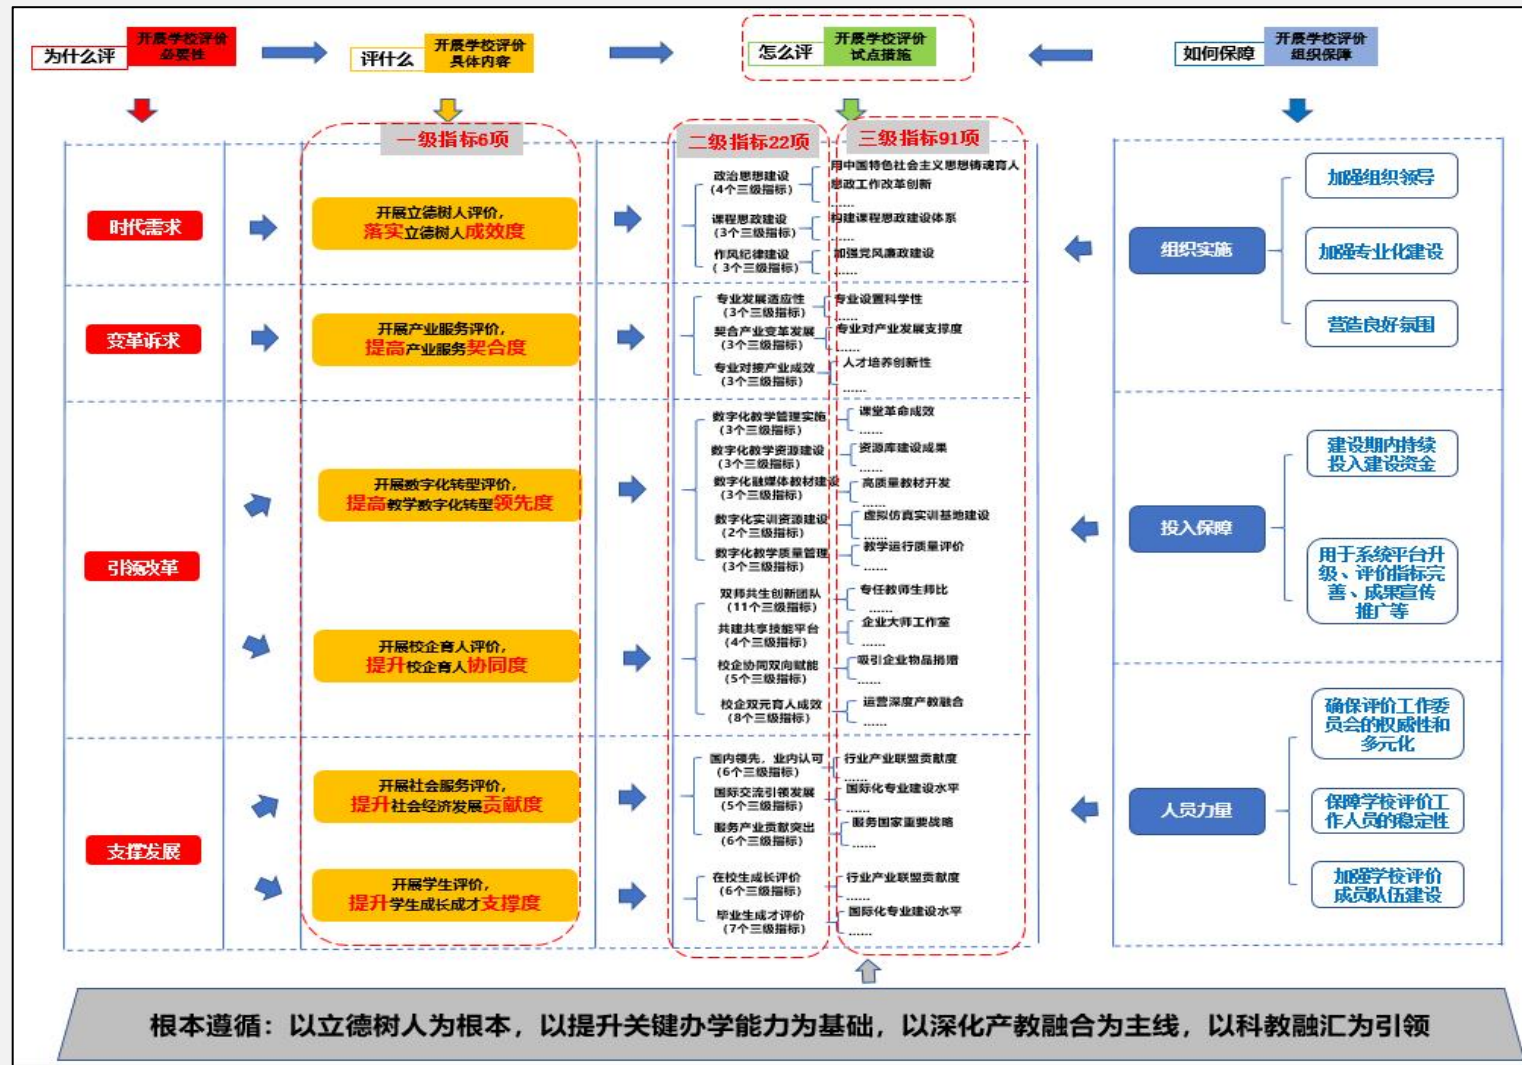 为什么评
开展学校评价
必要性
评什么
开展学校评价
具体内容
怎么评
开展学校评价
试点措施
如何保障
开展学校评价
组织保障
一级指标6项
二级指标22项
三级指标91项
时代需求
变革诉求
引领改革
支撑发展
开展立德树人评价，
落实立德树人成效度
开展产业服务评价，
提高产业服务契合度
开展数字化转型评价，
提高教学数字化转型领先度
开展校企育人评价，
提升校企育人协同度
开展社会服务评价，
提升社会经济发展贡献度
开展学生评价，
提升学生成长成才支撑度
政治思想建设
(4个三级指标)
用中国特色社会主义思想铸魂育人
思政工作改革创新
……
课程思政建设
(3个三级指标)
构建课程思政建设体系
……
作风纪律建设
( 3个三级指标)
加强党风廉政建设
……
专业发展适应性
(3个三级指标)
专业设置科学性
……
契合产业变革发展
(3个三级指标)
专业对产业发展支撑度
……
专业对接产业成效
(3个三级指标)
人才培养创新性
……
数字化教学管理实施
(3个三级指标)
课堂革命成效
……
数字化教学资源建设
(3个三级指标)
资源库建设成果
……
数字化融媒体教材建设
(3个三级指标)
高质量教材开发
……
数字化实训资源建设
(2个三级指标)
虚拟仿真实训基地建设
……
数字化教学质量管理
(3个三级指标)
教学运行质量评价
……
双师共生创新团队
(11个三级指标)
专任教师生师比
……
共建共享技能平台
(4个三级指标)
企业大师工作室
……
校企协同双向赋能
(5个三级指标)
吸引企业物品捐赠
……
校企双元育人成效
(8个三级指标)
运营深度产教融合
……
国内领先，业内认可
(6个三级指标)
行业产业联盟贡献度
……
国际交流引领发展
(5个三级指标)
国际化专业建设水平
……
服务产业贡献突出
(6个三级指标)
服务国家重要战略
……
在校生成长评价
(6个三级指标)
行业产业联盟贡献度
……
毕业生成才评价
(7个三级指标)
国际化专业建设水平
……
组织实施
加强组织领导
加强专业化建设
营造良好氛围
投入保障
建设期内持续
投入建设资金
用于系统平台升
级、评价指标完
善、成果宣传
推广等
人员力量
确保评价工作委
员会的权威性和
多元化
保障学校评价工
作人员的稳定性
加强学校评价
成员队伍建设
根本遵循：以立德树人为根本，以提升关键办学能力为基础，以深化产教融合为主线，以科教融汇为引领